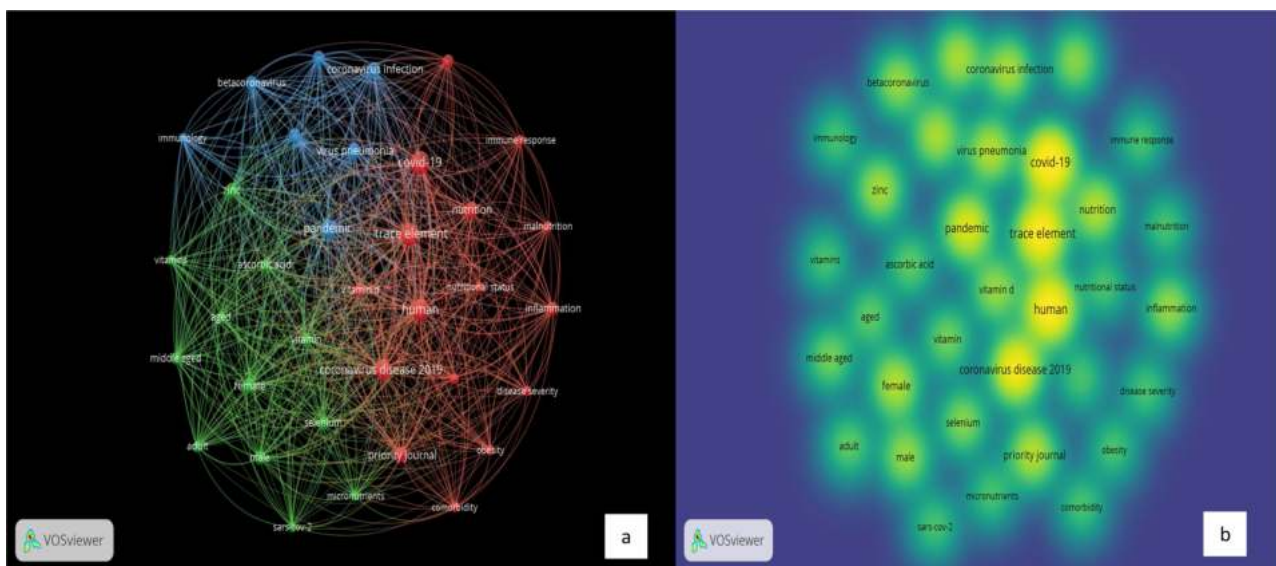 coronavirus infection
betacoronavirus
immunology
immune response
virus pneumonia
covid-19
zinc
nutrition
pandemic
trace element
malnutrition
vitamins
ascorbic acid
vitamin d
nutritional status
human
inflammation
aged
vitamin
middle aged
coronavirus disease 2019
female
disease severity
selenium
adult
male
priority journal
obesity
micronutrients
comorbidity
sars-cov-2
VOSviewer
a
coronavirus infection
betacoronavirus
immunology
immune response
virus pneumonia
covid-19
zinc
nutrition
pandemic
trace element
malnutrition
vitamins
ascorbic acid
vitamin d
nutritional status
human
inflammation
aged
vitamin
middle aged
coronavirus disease 2019
female
disease severity
selenium
adult
male
priority journal
obesity
micronutrients
comorbidity
sars-cov-2
VOSviewer
b